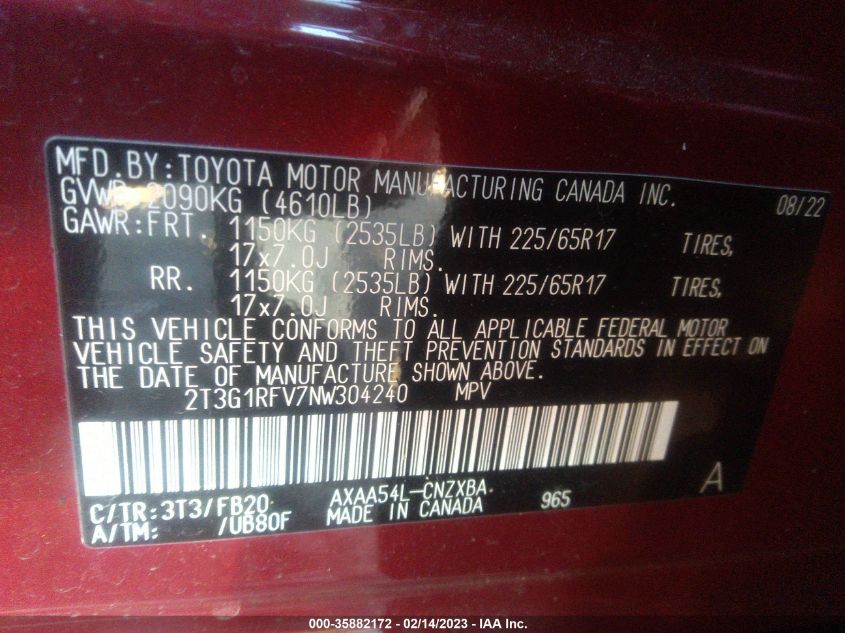 MFD.BY:TOYOTA MOTOR MANUFACTURING CANADA INC. 08/22
GVWR: 2090KG (4610LB)
GAWR:FRT. 1150KG (2535LB) WITH 225/65R17 TIRES,
17x7.0J RIMS.
RR. 1150KG (2535LB) WITH 225/65R17 TIRES,
17x7.0J RIMS.
THIS VEHICLE CONFORMS TO ALL APPLICABLE FEDERAL MOTOR
VEHICLE SAFETY AND THEFT PREVENTION STANDARDS IN EFFECT ON
THE DATE OF MANUFACTURE SHOWN ABOVE.
2T3G1RFV7NW304240 MPV
A
C/TR:3T3/FB20 AXAA54L-CNZXBA 965
A/TM: /UB80F MADE IN CANADA
000-35882172 - 02/14/2023 - IAA Inc.